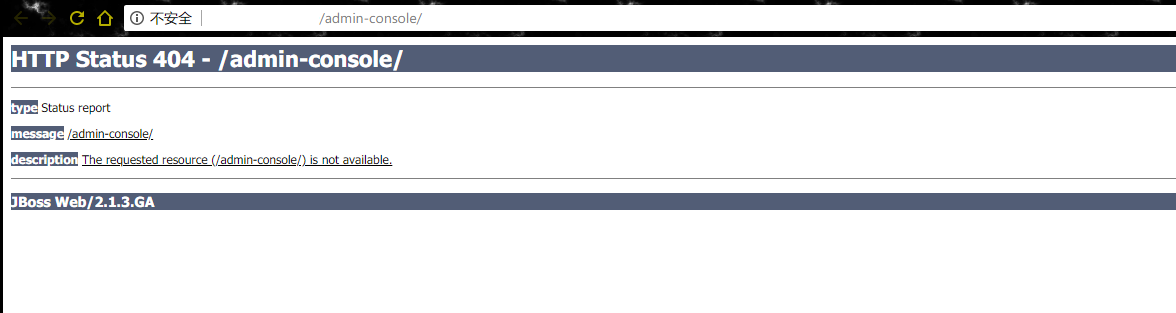 不安全 /admin-console/
HTTP Status 404 - /admin-console/
type Status report
message /admin-console/
description The requested resource (/admin-console/) is not available.
JBoss Web/2.1.3.GA